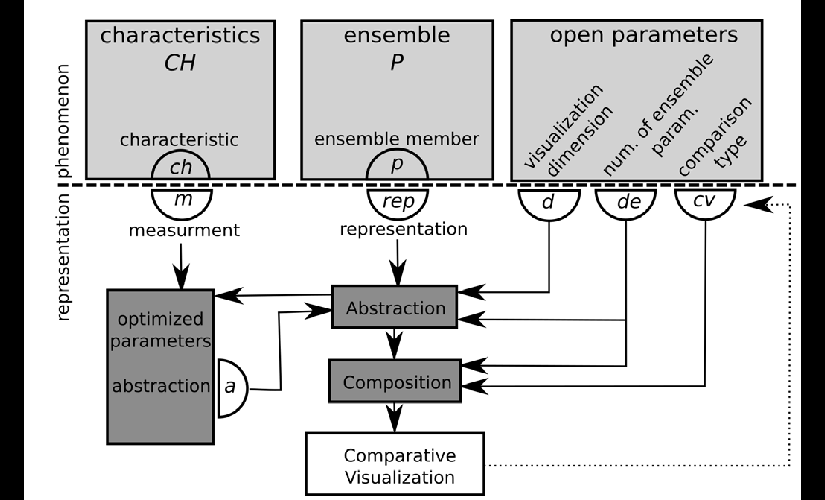 characteristics
CH
characteristic
ch
ensemble
P
ensemble member
p
open parameters
visualization
dimension
num. of ensemble
param.
comparison
type
phenomenon
representation
m
measurment
rep
representation
d
de
cv
optimized
parameters
abstraction
a
Abstraction
Composition
Comparative
Visualization